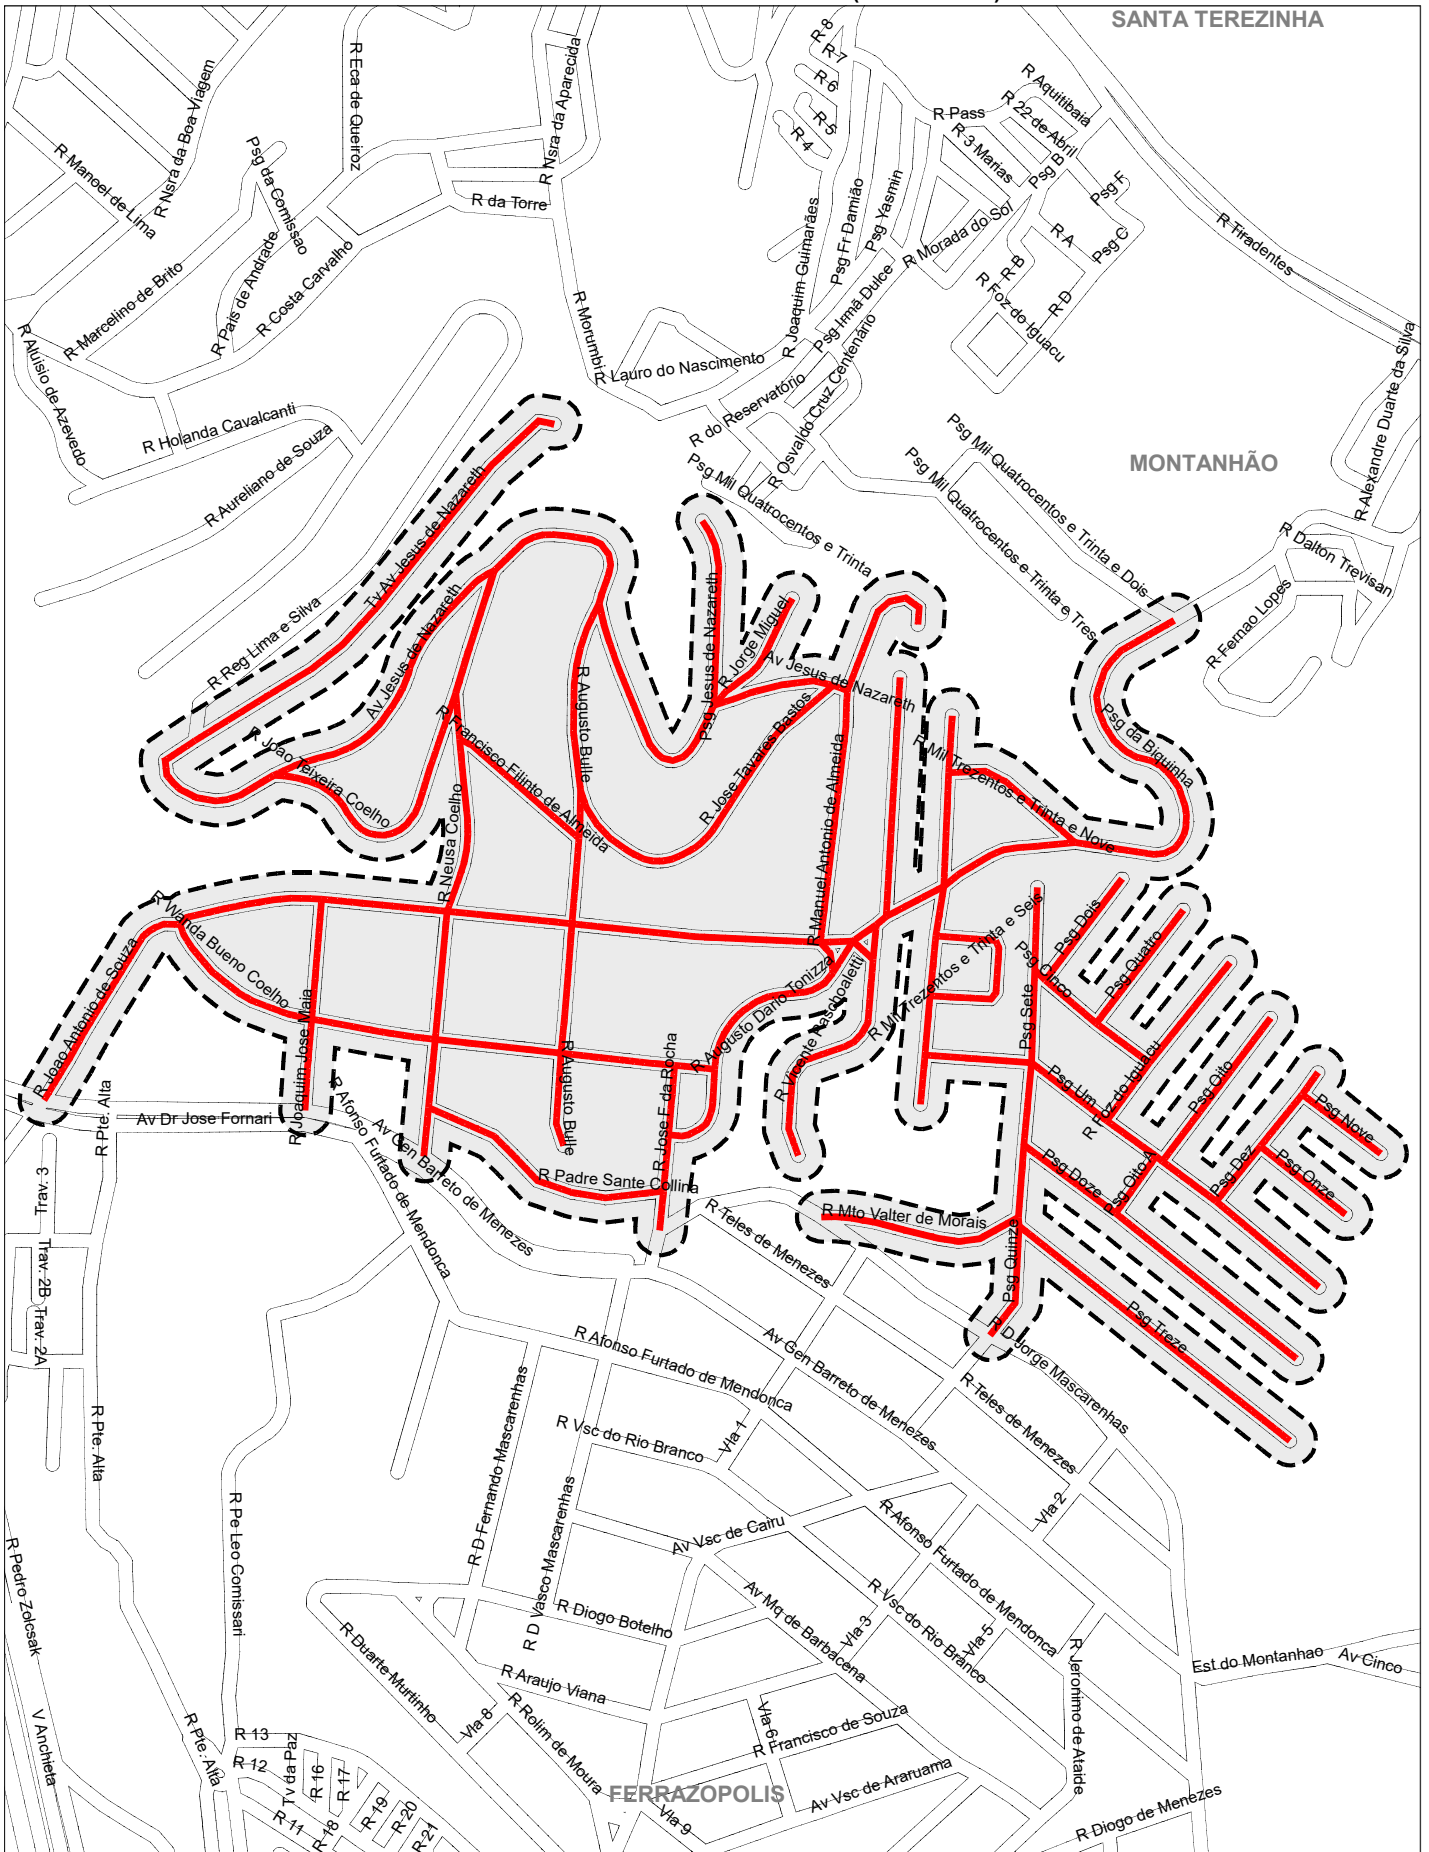 SANTA TEREZINHA
R 8
R 7
R 6
R 5
R 4
R Eca de Queiroz
R Nsra da Aparecida
R Nsra da Boa Viagem
R Aquitibaia
R 22 de Abril
R Pass
R 3 Marias
Psg B
Psg F
R Manoel de Lima
Psg da Comissao
R da Torre
R Joaquim Guimarães
Psg Fr Damião
Psg Yasmin
R Morada do Sol
R A
Psg C
R Tiradentes
R Marcelino de Brito
R Pais de Andrade
R Costa Carvalho
R Morumbi
Psg Irmã Dulce
R B
R D
R Foz do Iguacu
R Aluisio de Azevedo
R Lauro do Nascimento
R do Reservatório
R Osvaldo Cruz Centenário
R Alexandre Duarte da Silva
R Holanda Cavalcanti
R Aureliano de Souza
Psg Mil Quatrocentos e Trinta
Psg Mil Quatrocentos e Trinta e Dois
Psg Mil Quatrocentos e Trinta e Tres
MONTANHÃO
R Dalton Trevisan
R Fernao Lopes
Tv Av Jesus de Nazareth
R Reg Lima e Silva
Av Jesus de Nazareth
Psg Jesus de Nazareth
R Jorge Miguel
Av Jesus de Nazareth
R Augusto Bulle
R Joao Teixeira Coelho
R Francisco Filinto de Almeida
R Jose Tavares Bastos
R Manuel Antonio de Almeida
R Mil Trezentos e Trinta e Nove
Psg da Biquinha
R Neusa Coelho
R Wanda Bueno Coelho
R Joao Antonio de Souza
R Joaquim Jose Maia
R Augusto Dario Tonizza
R Vicente Paschoaletti
R Mil Trezentos e Trinta e Seis
Psg Dois
Psg Cinco
Psg Quatro
Psg Sete
R Augusto Bulle
R Jose F da Rocha
Psg Um
R Foz do Iguacu
Psg Oito
Psg Nove
Psg Onze
Psg Dez
Psg Oito A
Psg Doze
R Pte. Alta
Av Dr Jose Fornari
R Afonso Furtado de Mendonca
Av Gen Barreto de Menezes
R Padre Sante Collina
R Mto Valter de Morais
Psg Quinze
Psg Treze
Trav. 3
Trav. 2B
Trav. 2A
R Teles de Menezes
R D Jorge Mascarenhas
R Afonso Furtado de Mendonca
Av Gen Barreto de Menezes
R Teles de Menezes
R Pte. Alta
R D Fernando Mascarenhas
R Vsc do Rio Branco
Vla 1
Vla 2
R Pe Leo Comissari
R D Vasco Mascarenhas
Av Vsc de Cairu
R Afonso Furtado de Mendonca
R Pedro Zolcsak
R Diogo Botelho
Av Mq de Barbacena
R Vsc do Rio Branco
Vla 3
Vla 5
R Duarte Murtinho
R Araujo Viana
R Jeronimo de Ataide
Est do Montanhao
Av Cinco
V Anchieta
R Pte. Alta
Vla 8
R Rolim de Moura
Vla 6
R Francisco de Souza
R 13
R 12
Tv da Paz
R 16
R 17
R 11
R 18
R 19
R 20
R 21
FERRAZOPOLIS
Av Vsc de Araruama
Vla 9
R Diogo de Menezes